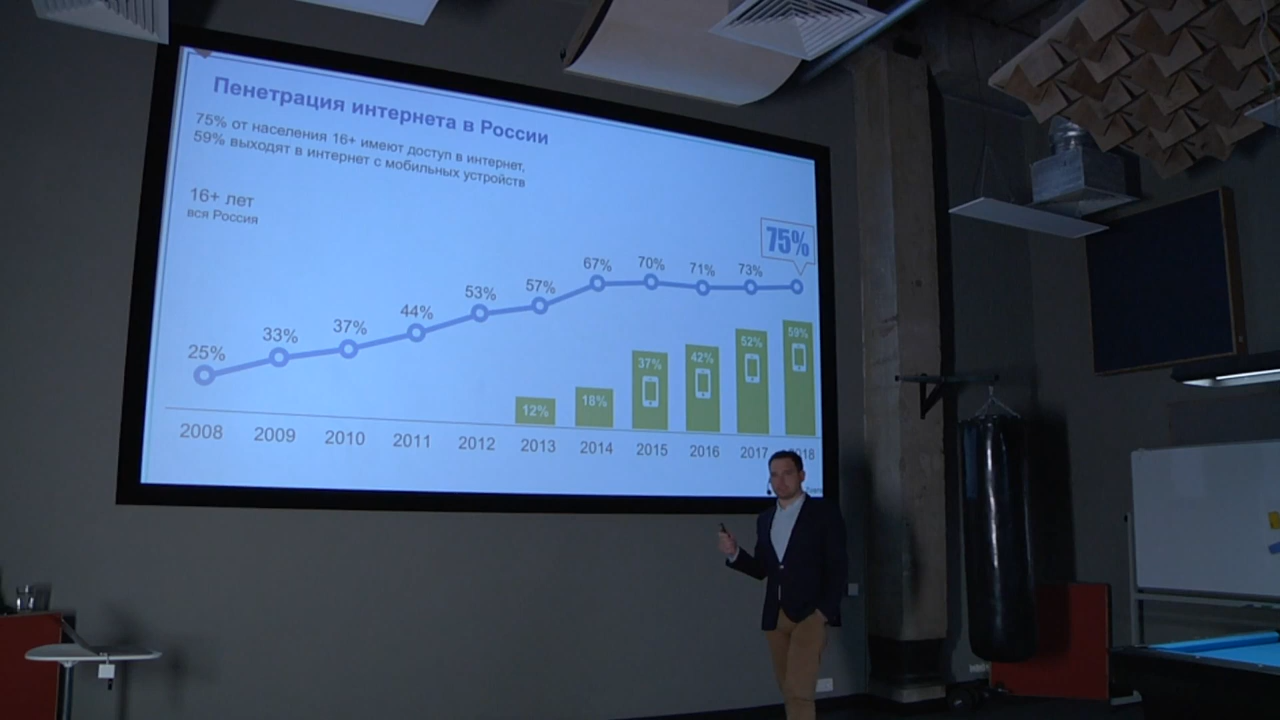 Пенетрация интернета в России
75% от населения 16+ имеют доступ в интернет,
59% выходят в интернет с мобильных устройств
16+ лет
вся Россия
75%
25% 33% 37% 44% 53% 57% 67% 70% 71% 73%
12% 18% 37% 42% 52% 59%
2008 2009 2010 2011 2012 2013 2014 2015 2016 2017